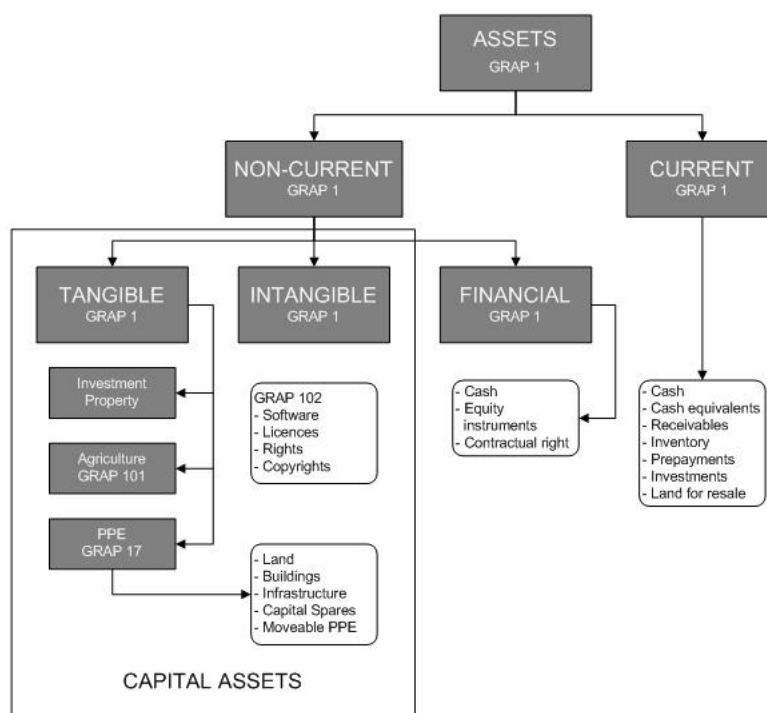 ASSETS
GRAP 1
NON-CURRENT
GRAP 1
CURRENT
GRAP 1
TANGIBLE
GRAP 1
INTANGIBLE
GRAP 1
FINANCIAL
GRAP 1
Investment
Property
Agriculture
GRAP 101
PPE
GRAP 17
GRAP 102
- Software
- Licences
- Rights
- Copyrights
- Land
- Buildings
- Infrastructure
- Capital Spares
- Moveable PPE
- Cash
- Equity
instruments
- Contractual right
- Cash
- Cash equivalents
- Receivables
- Inventory
- Prepayments
- Investments
- Land for resale
CAPITAL ASSETS